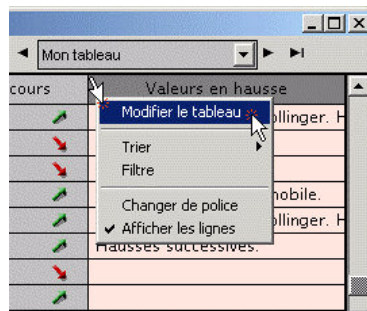 Mon tableau
cours Valeurs en hausse
Modifier le tableau
ollinger. H
Trier
Filtre
mobile.
Changer de police
ollinger. H
Afficher les lignes
Hausses successives.